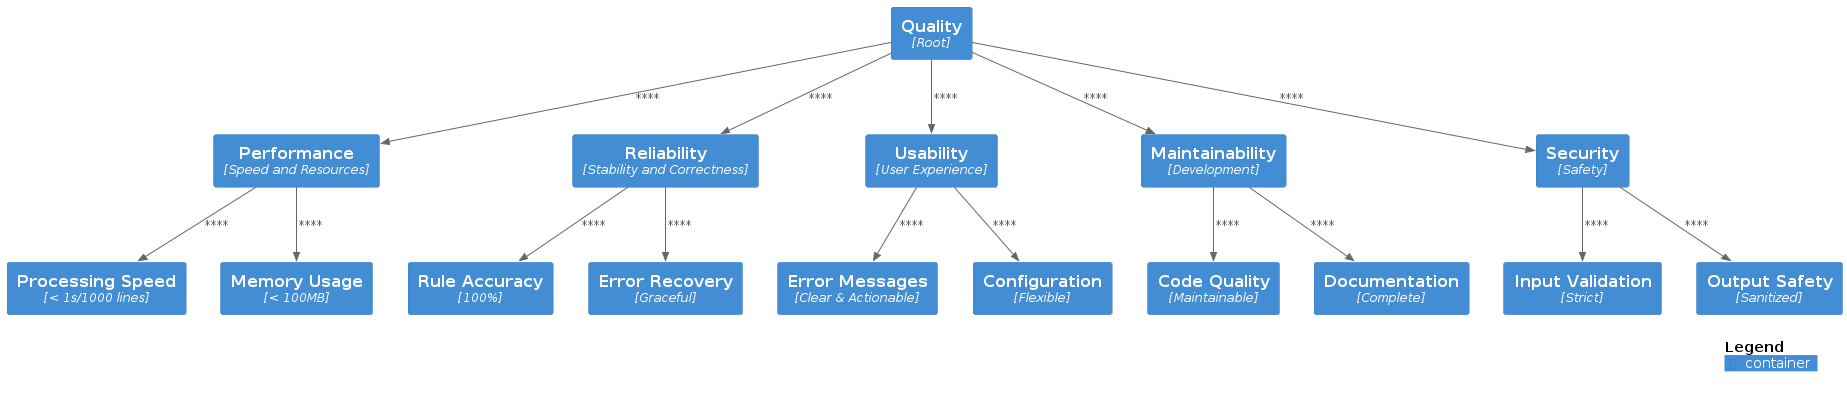 Quality
[Root]
****
****
****
****
****
Performance
[Speed and Resources]
Reliability
[Stability and Correctness]
Usability
[User Experience]
Maintainability
[Development]
Security
[Safety]
****
****
****
****
****
****
****
****
****
****
Processing Speed
[< 1s/1000 lines]
Memory Usage
[< 100MB]
Rule Accuracy
[100%]
Error Recovery
[Graceful]
Error Messages
[Clear & Actionable]
Configuration
[Flexible]
Code Quality
[Maintainable]
Documentation
[Complete]
Input Validation
[Strict]
Output Safety
[Sanitized]
Legend
container